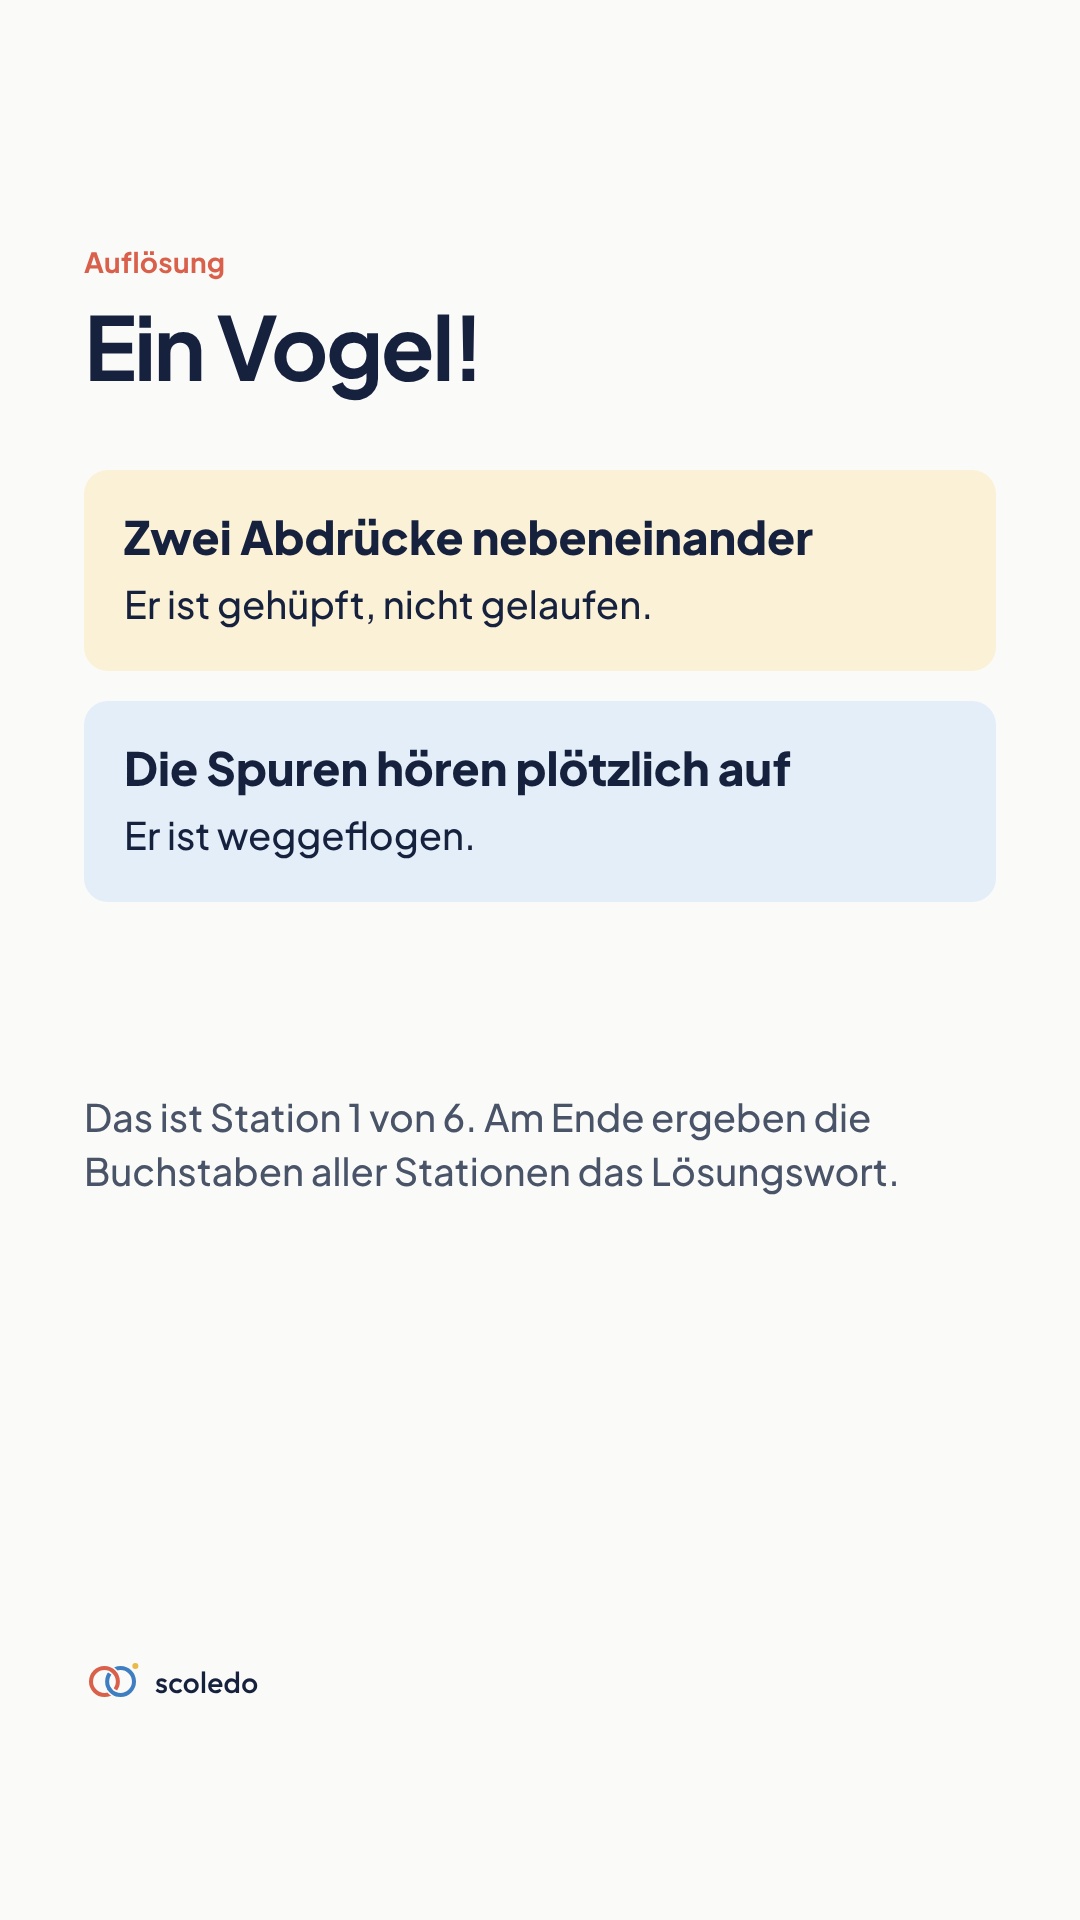 Auflösung
Ein Vogel!
Zwei Abdrücke nebeneinander
Er ist gehüpft, nicht gelaufen.
Die Spuren hören plötzlich auf
Er ist weggeflogen.
Das ist Station 1 von 6. Am Ende ergeben die
Buchstaben aller Stationen das Lösungswort.
scoledo